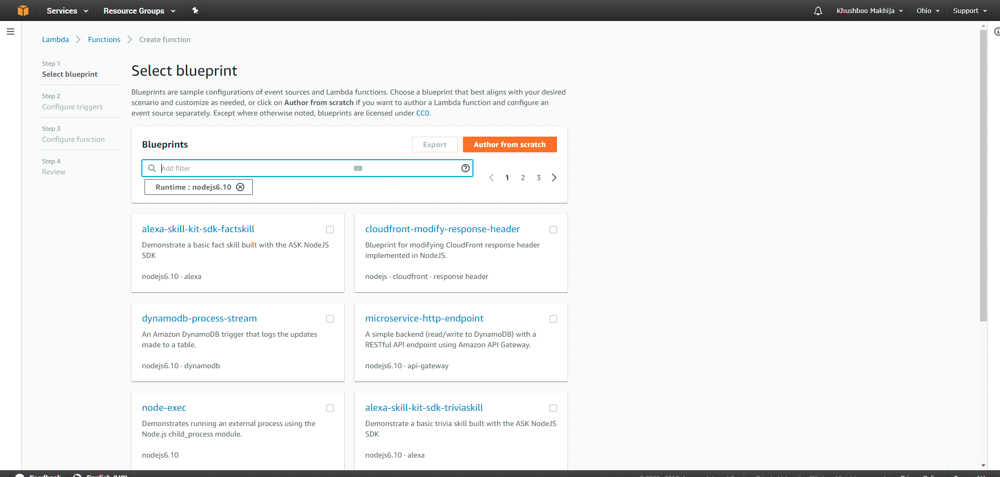 Services
Resource Groups
Khushboo Makhija
Ohio
Support
Lambda
Functions
Create function
Step 1
Select blueprint
Step 2
Configure triggers
Step 3
Configure function
Step 4
Review
Select blueprint
Blueprints are sample configurations of event sources and Lambda functions. Choose a blueprint that best aligns with your desired
scenario and customize as needed, or click on Author from scratch if you want to author a Lambda function and configure an
event source separately. Except where otherwise noted, blueprints are licensed under CC0.
Blueprints
Export
Author from scratch
Add filter
1 2 3
Runtime : nodejs6.10
alexa-skill-kit-sdk-factskill
Demonstrate a basic fact skill built with the ASK NodeJS
SDK
nodejs6.10 · alexa
cloudfront-modify-response-header
Blueprint for modifying CloudFront response header
implemented in NodeJS.
nodejs · cloudfront · response header
dynamodb-process-stream
An Amazon DynamoDB trigger that logs the updates
made to a table.
nodejs6.10 · dynamodb
microservice-http-endpoint
A simple backend (read/write to DynamoDB) with a
RESTful API endpoint using Amazon API Gateway.
nodejs6.10 · api-gateway
node-exec
Demonstrates running an external process using the
Node.js child_process module.
nodejs6.10
alexa-skill-kit-sdk-triviaskill
Demonstrate a basic trivia skill built with the ASK NodeJS
SDK
nodejs6.10 · alexa
Feedback
English (US)